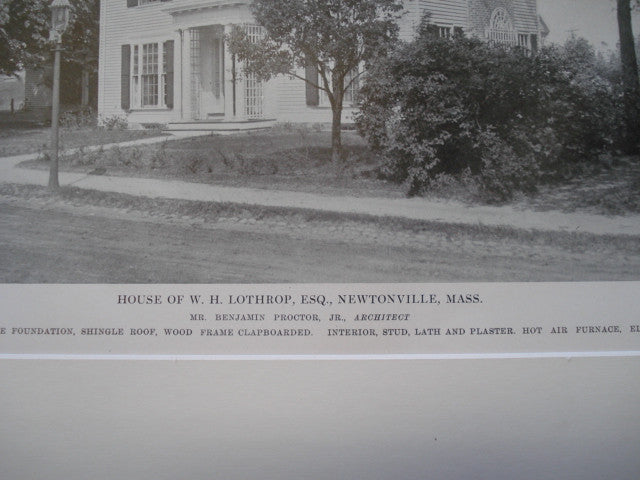 HOUSE OF W. H. LOTHROP, ESQ., NEWTONVILLE, MASS.
MR. BENJAMIN PROCTOR, JR., ARCHITECT
FOUNDATION, SHINGLE ROOF, WOOD FRAME CLAPBOARDED. INTERIOR, STUD, LATH AND PLASTER. HOT AIR FURNACE,